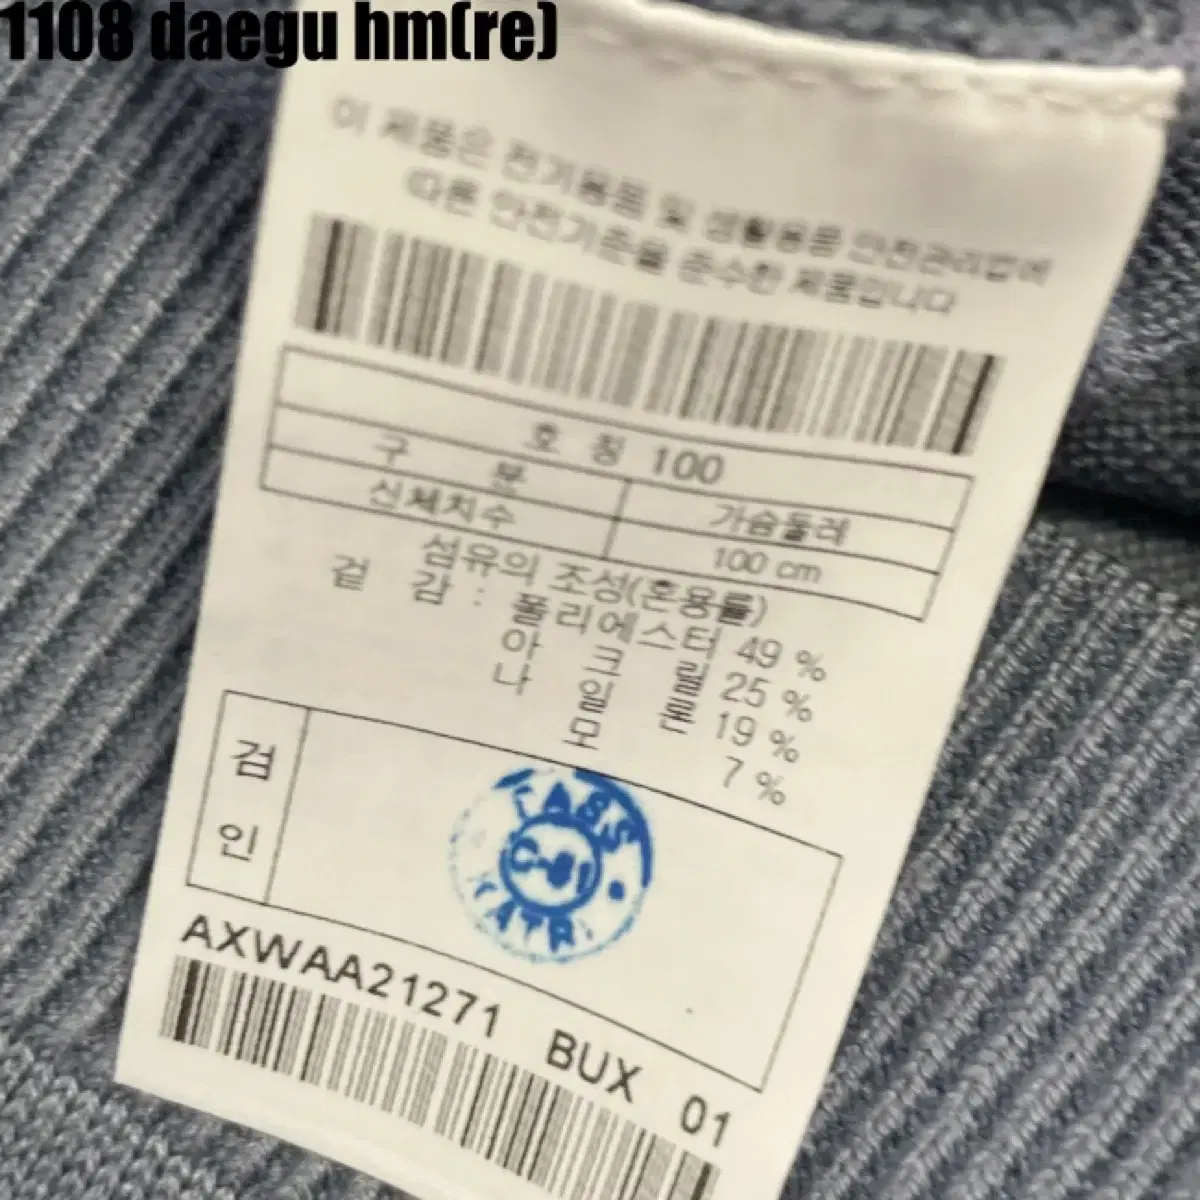 1108 daegu hm(re)
이 제품은 전기용품 및 생활용품 안전관리법에
따른 안전기준을 준수한 제품입니다
호 칭 100
구 분 가슴둘레
신체치수 100 cm
섬유의 조성(혼용률)
겉 감 : 폴리에스터 49 %
아 크 릴 25 %
나 일 론 19 %
모 7 %
검
인
C-81
KATRI
AXWAA21271 BUX 01